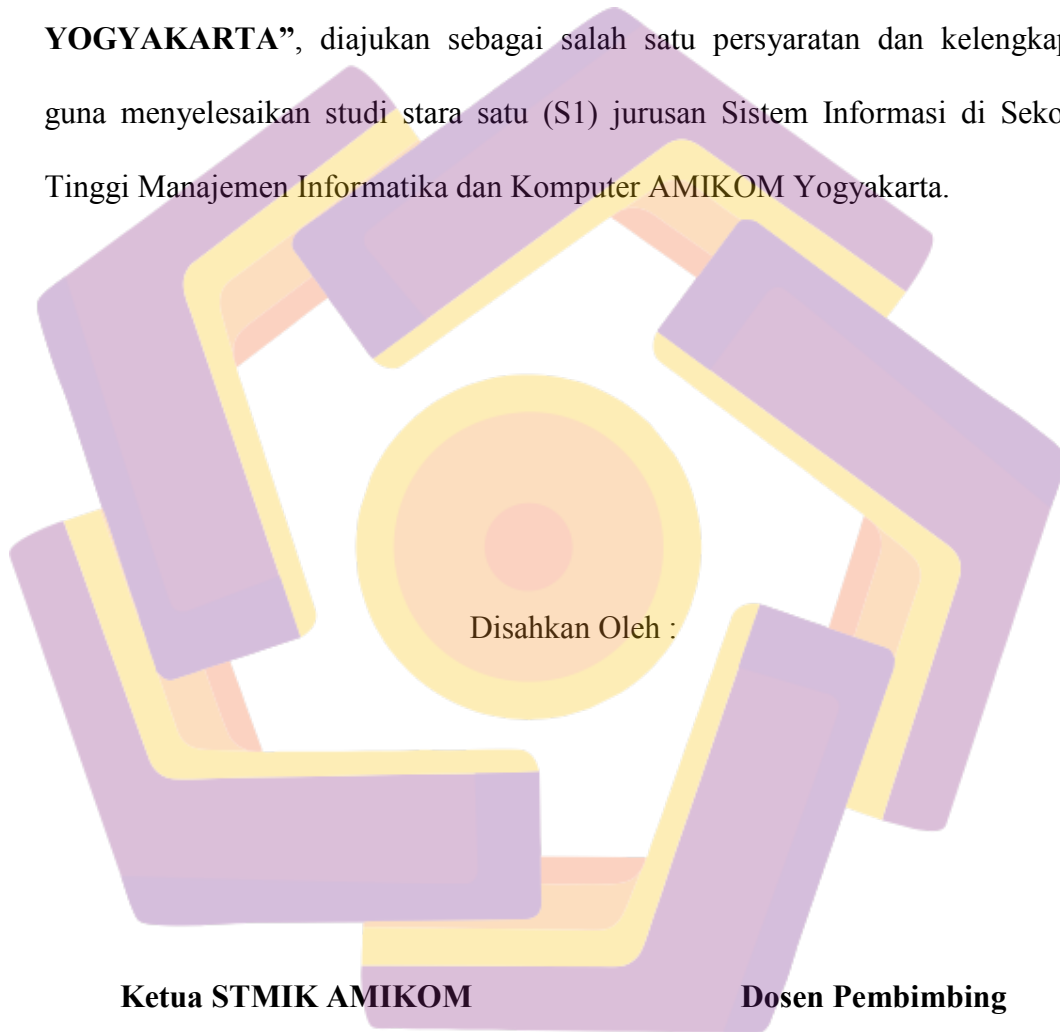 YOGYAKARTA”, diajukan sebagai salah satu persyaratan dan
guna menyelesaikan studi stara satu (S1) jurusan Sistem Informasi di
Tinggi Manajemen Informatika dan Komputer AMIKOM Yogyakarta.
Disahkan Oleh :
Ketua STMIK AMIKOM Dosen Pembimbing